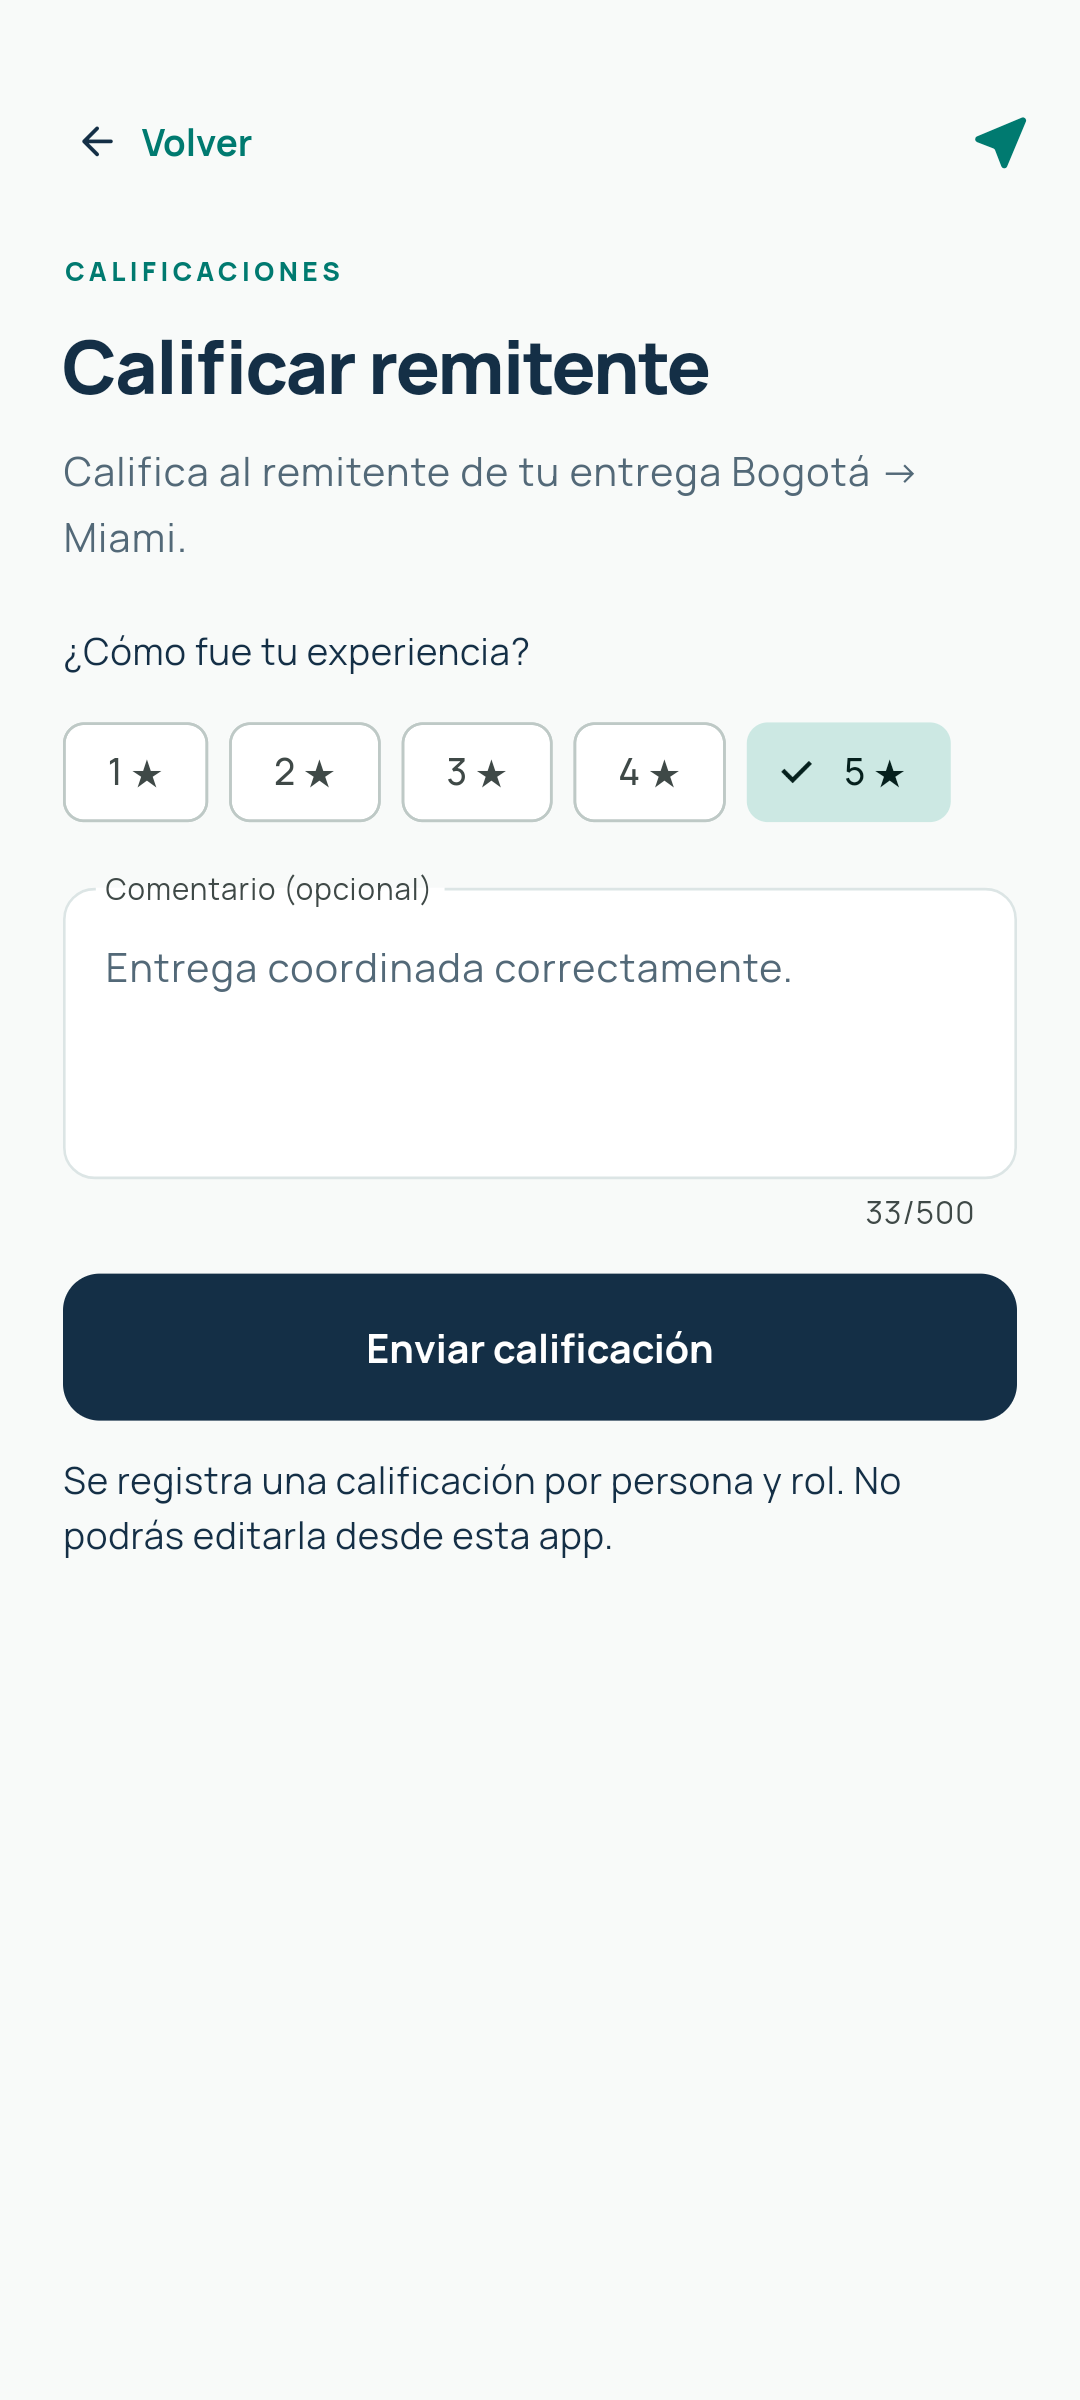 Volver
CALIFICACIONES
Calificar remitente
Califica al remitente de tu entrega Bogotá →
Miami.
¿Cómo fue tu experiencia?
1 ★ 2 ★ 3 ★ 4 ★ ✓ 5 ★
Comentario (opcional)
Entrega coordinada correctamente.
33/500
Enviar calificación
Se registra una calificación por persona y rol. No
podrás editarla desde esta app.